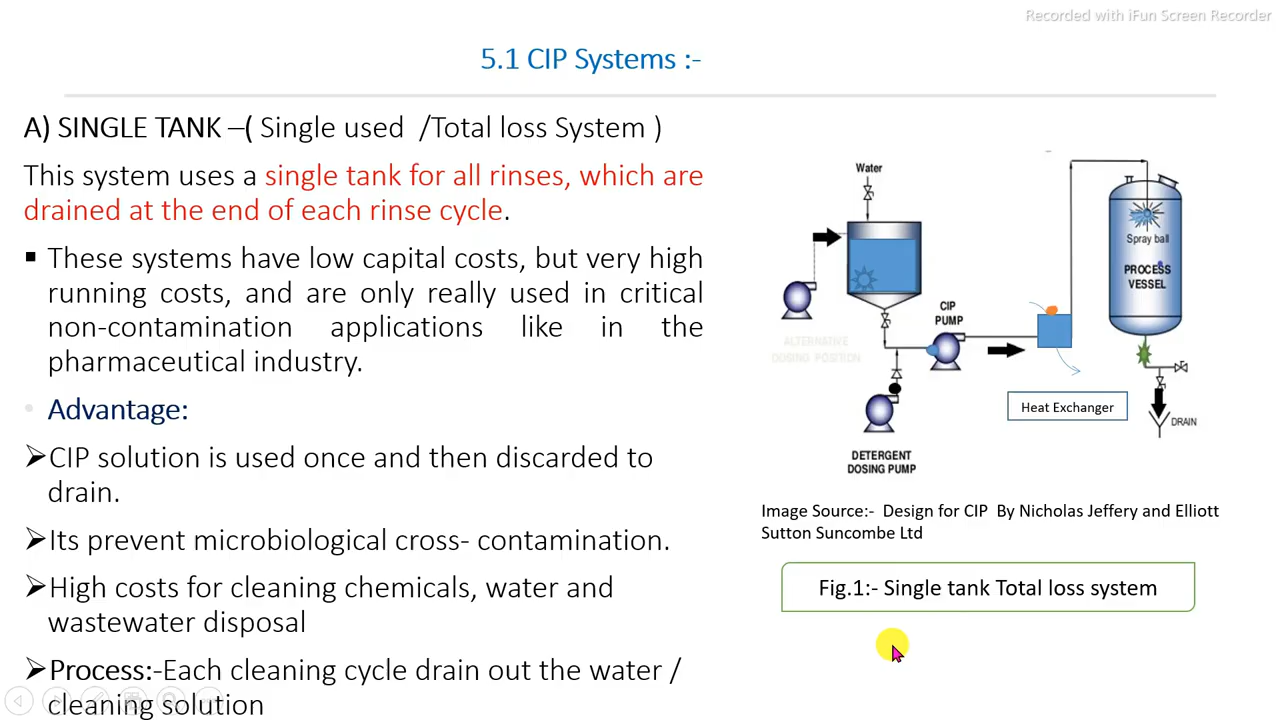 Recorded with iFun Screen Recorder
5.1 CIP Systems :-
A) SINGLE TANK –( Single used /Total loss System )
This system uses a single tank for all rinses, which are
drained at the end of each rinse cycle.
▪ These systems have low capital costs, but very high
running costs, and are only really used in critical
non-contamination applications like in the
pharmaceutical industry.
• Advantage:
➢CIP solution is used once and then discarded to
drain.
➢Its prevent microbiological cross- contamination.
➢High costs for cleaning chemicals, water and
wastewater disposal
➢Process:-Each cleaning cycle drain out the water /
cleaning solution
Water
ALTERNATIVE
DOSING POSITION
CIP
PUMP
DETERGENT
DOSING PUMP
Heat Exchanger
Spray ball
PROCESS
VESSEL
DRAIN
Image Source:- Design for CIP By Nicholas Jeffery and Elliott
Sutton Suncombe Ltd
Fig.1:- Single tank Total loss system